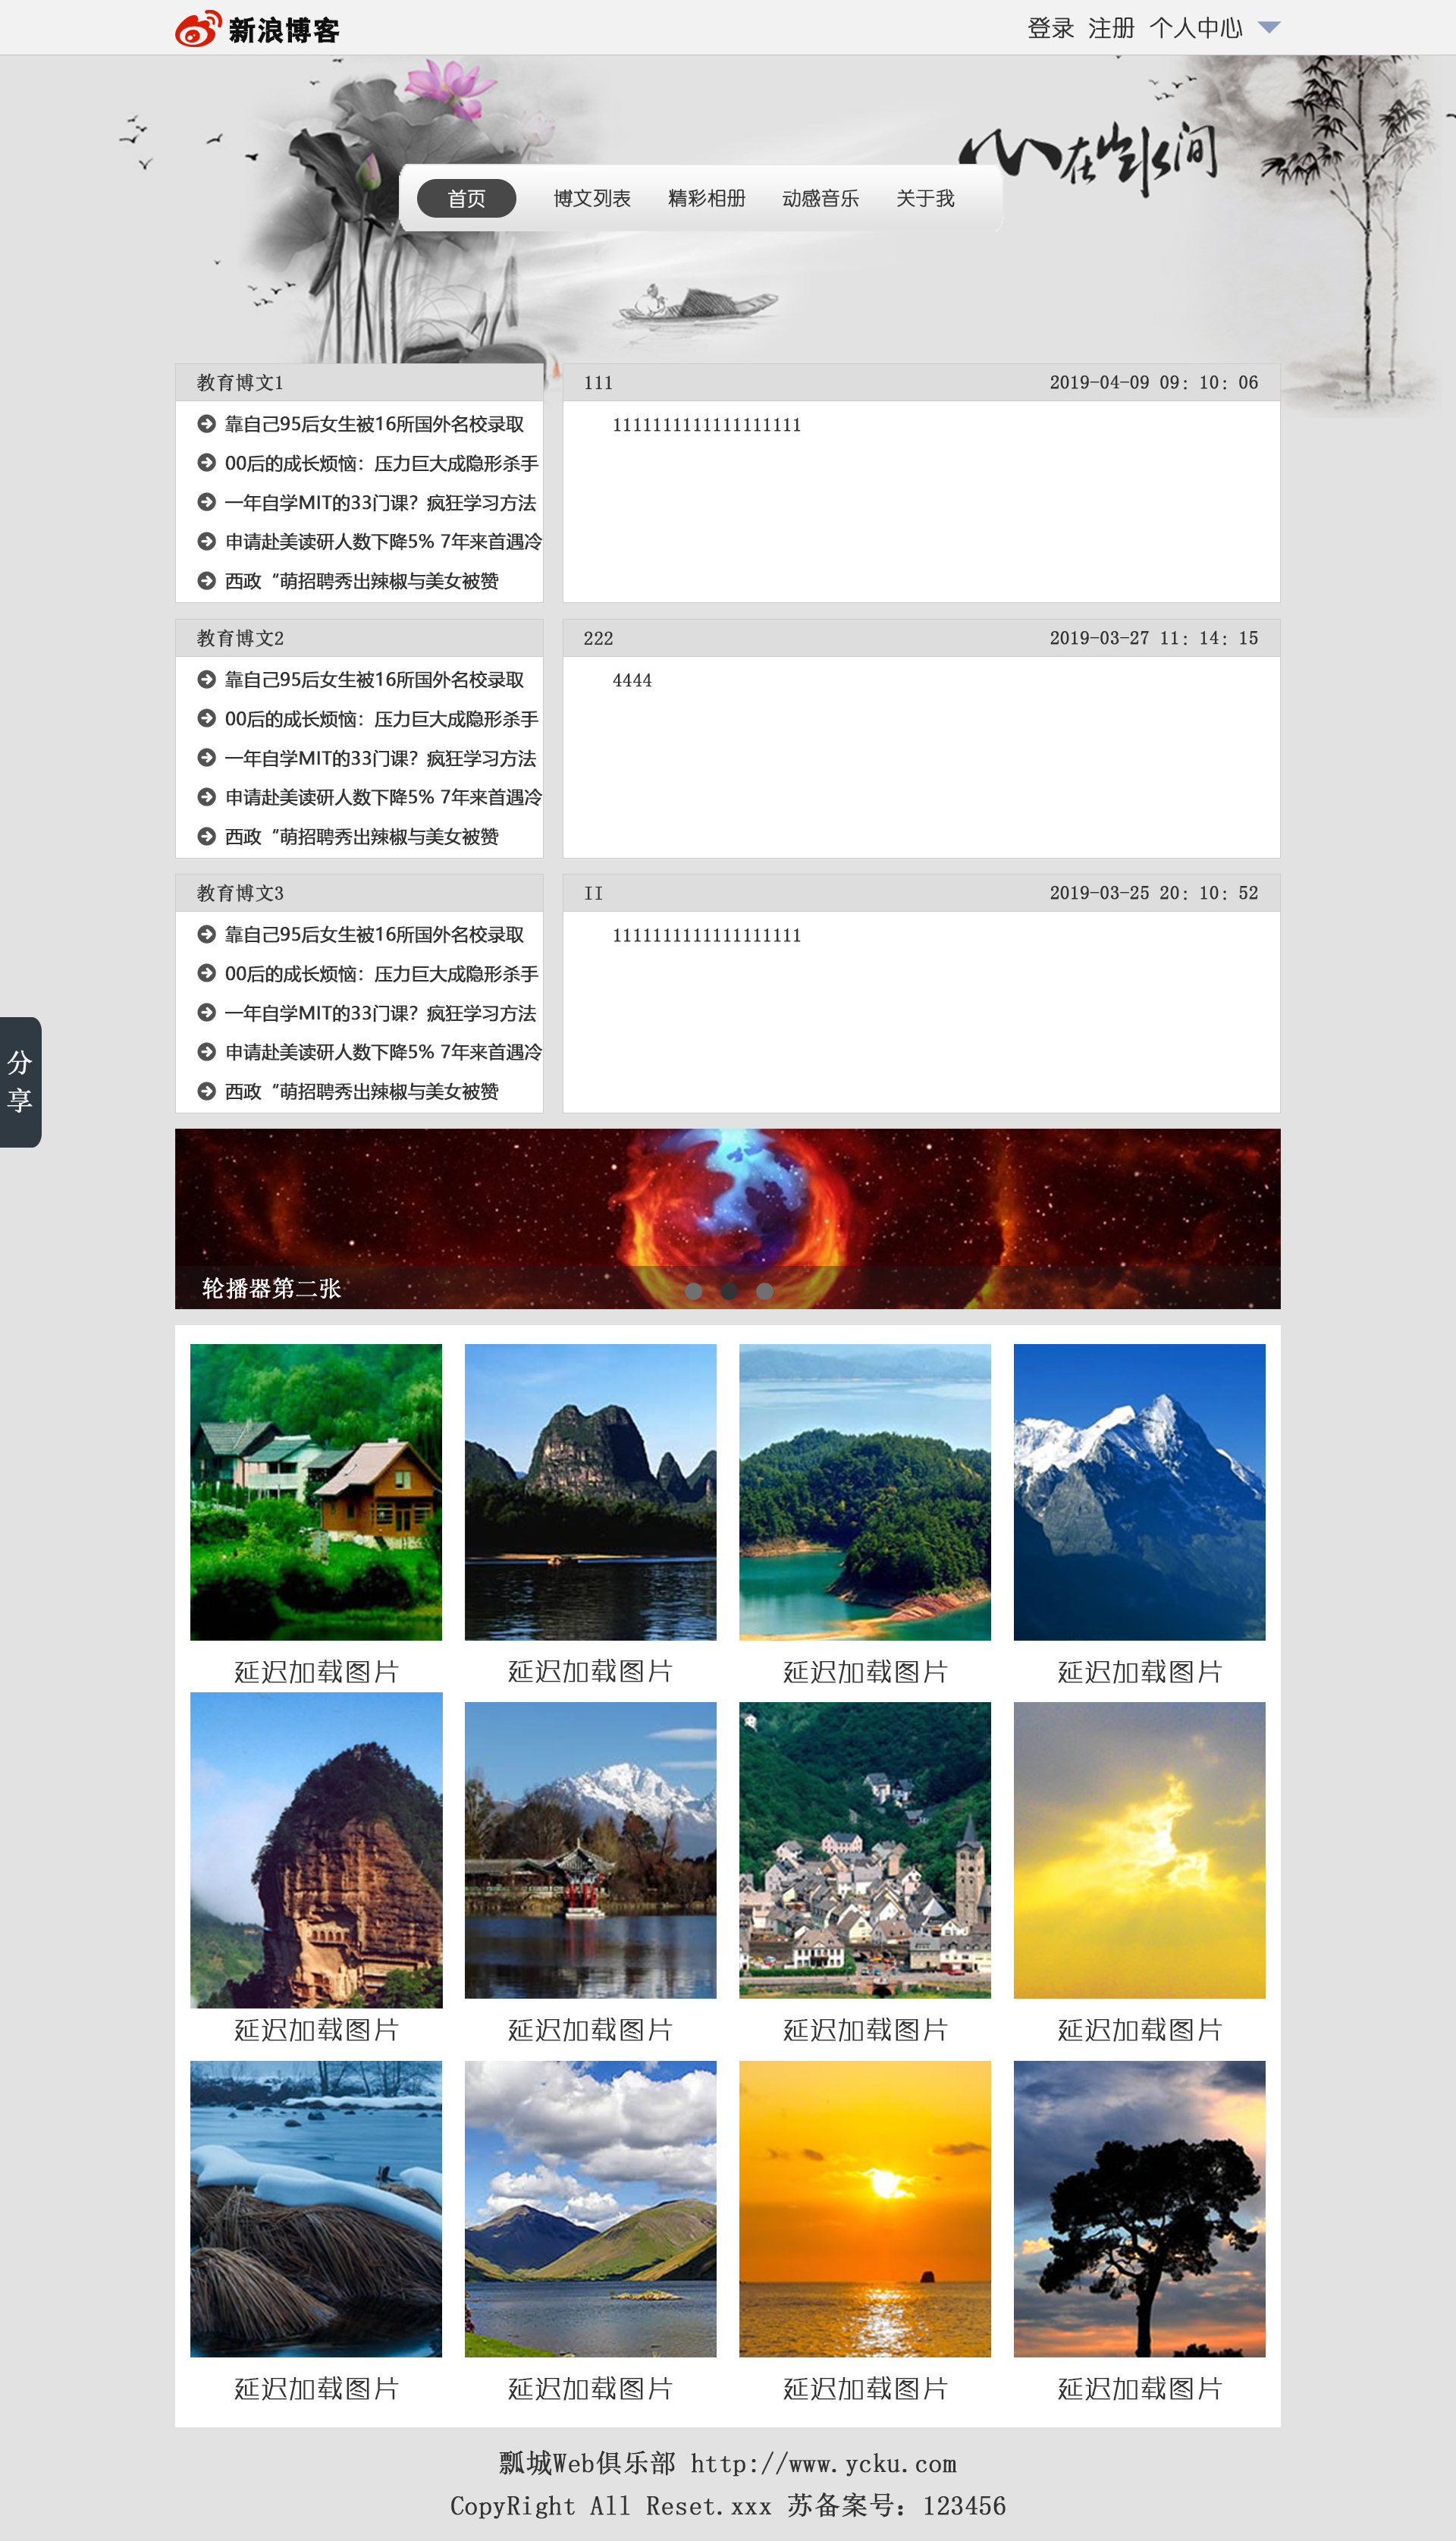 新浪博客
登录 注册 个人中心
心在山水间
首页 博文列表 精彩相册 动感音乐 关于我
教育博文1
靠自己95后女生被16所国外名校录取
00后的成长烦恼：压力巨大成隐形杀手
一年自学MIT的33门课？疯狂学习方法
申请赴美读研人数下降5% 7年来首遇冷
西政“萌招聘秀出辣椒与美女被赞
111 2019-04-09 09：10：06
1111111111111111111
教育博文2
靠自己95后女生被16所国外名校录取
00后的成长烦恼：压力巨大成隐形杀手
一年自学MIT的33门课？疯狂学习方法
申请赴美读研人数下降5% 7年来首遇冷
西政“萌招聘秀出辣椒与美女被赞
222 2019-03-27 11：14：15
4444
教育博文3
靠自己95后女生被16所国外名校录取
00后的成长烦恼：压力巨大成隐形杀手
一年自学MIT的33门课？疯狂学习方法
申请赴美读研人数下降5% 7年来首遇冷
西政“萌招聘秀出辣椒与美女被赞
II 2019-03-25 20：10：52
1111111111111111111
分享
轮播器第二张
延迟加载图片 延迟加载图片 延迟加载图片 延迟加载图片
延迟加载图片 延迟加载图片 延迟加载图片 延迟加载图片
延迟加载图片 延迟加载图片 延迟加载图片 延迟加载图片
瓢城Web俱乐部 http://www.ycku.com
CopyRight All Reset.xxx 苏备案号：123456